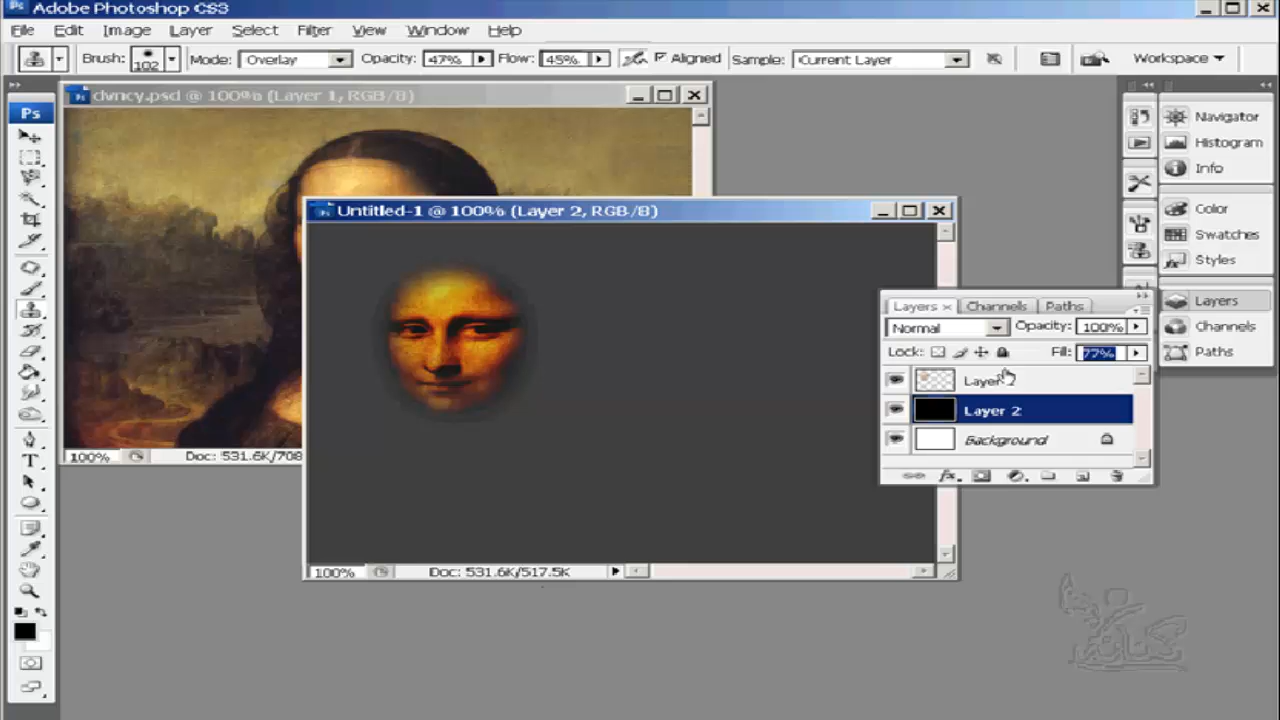 Adobe Photoshop CS3
File Edit Image Layer Select Filter View Window Help
Brush: 102 Mode: Overlay Opacity: 47% Flow: 45% Aligned Sample: Current Layer Workspace
dvncy.psd @ 100% (Layer 1, RGB/8)
Ps
Untitled-1 @ 100% (Layer 2, RGB/8)
100% Doc: 531.6K/708
100% Doc: 531.6K/517.5K
Layers × Channels Paths
Normal Opacity: 100%
Lock: Fill: 77%
Layer
Layer 2
Background
Navigator
Histogram
Info
Color
Swatches
Styles
Layers
Channels
Paths